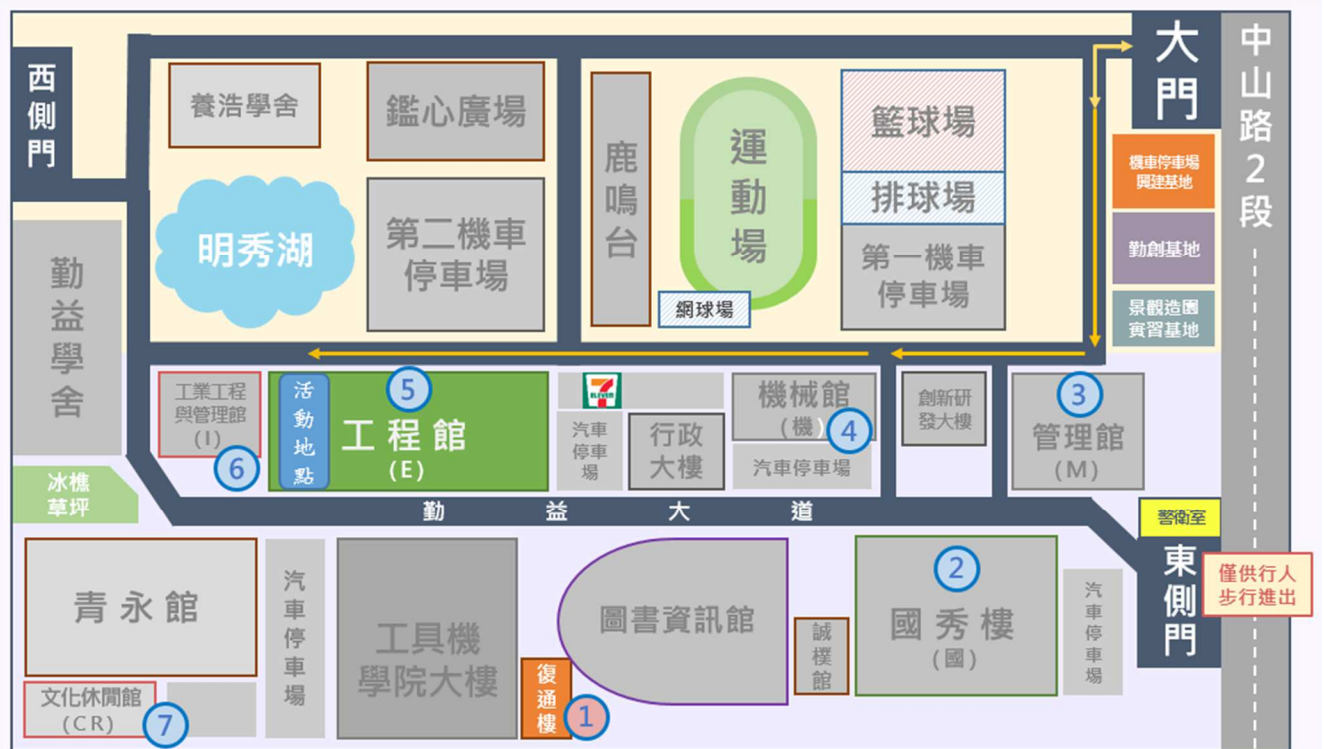 西
側
門
養浩學舍
鑑心廣場
鹿
鳴
台
運
動
場
籃球場
排球場
第一機車
停車場
網球場
大
門
中
山
路
2
段
機車停車場
興建基地
勤創基地
景觀造園
實習基地
明秀湖
第二機車
停車場
勤
益
學
舍
冰樵
草坪
工業工程
與管理館
(I)
6
活
動
地
點
5
工程館
(E)
7
ELEVEN
汽車
停車
場
行政
大樓
機械館
(機)
4
汽車停車場
創新研
發大樓
3
管理館
(M)
勤益大道
警衛室
東
側
門
僅供行人
步行進出
青永館
文化休閒館
(CR)
7
汽
車
停
車
場
工具機
學院大樓
復
通
樓
1
圖書資訊館
誠
樸
館
2
國秀樓
(國)
汽
車
停
車
場